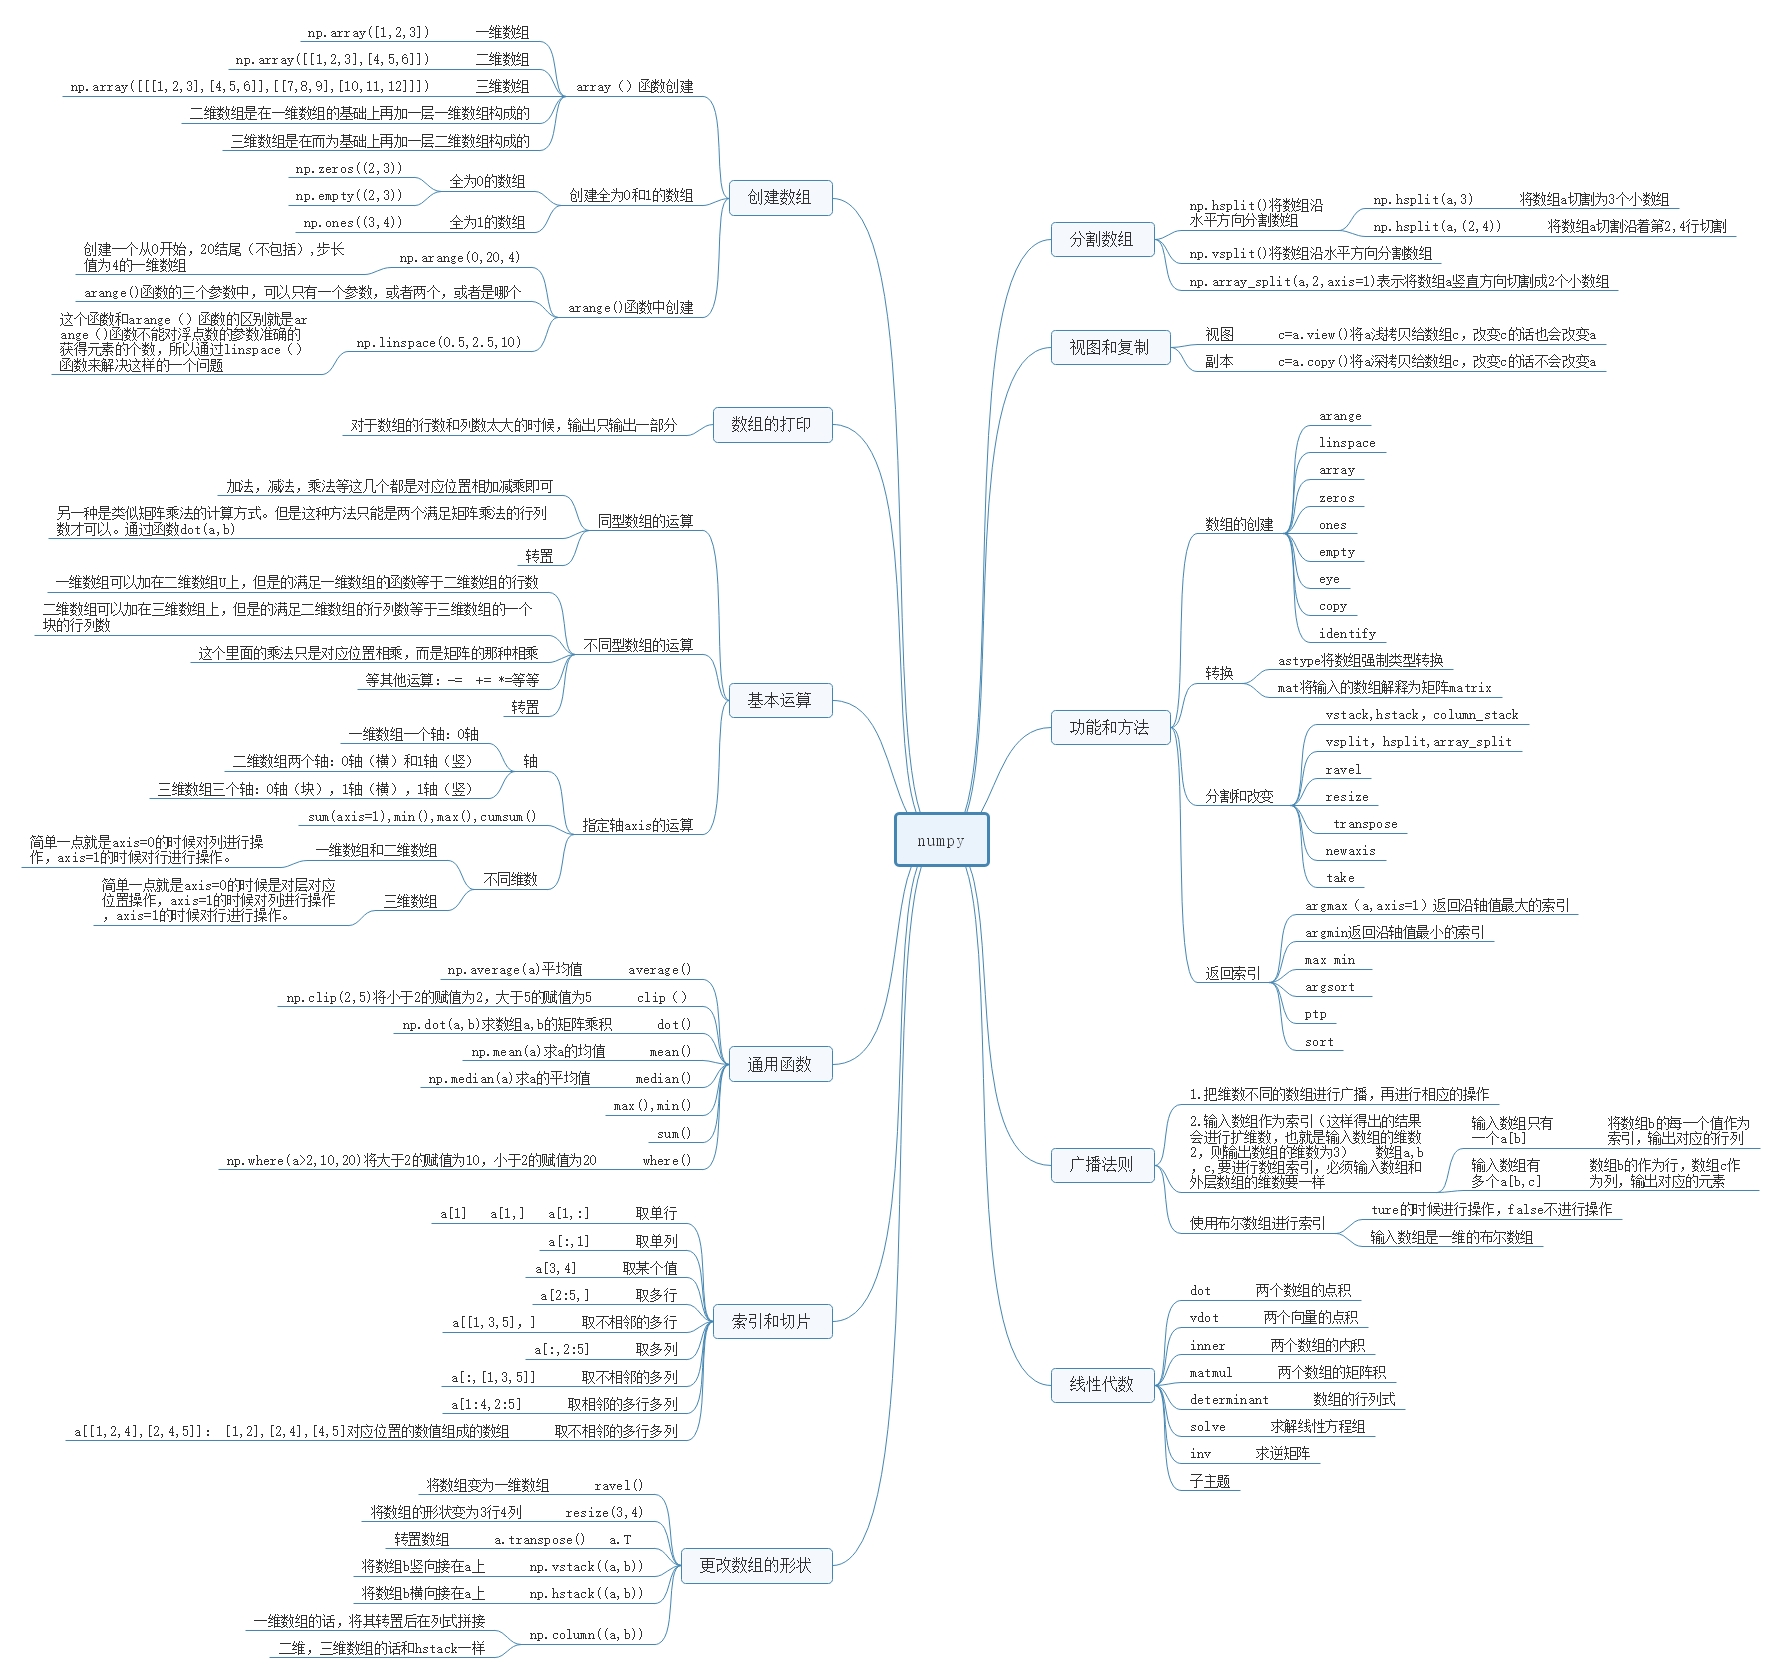 numpy
创建数组
array（）函数创建
np.array([1,2,3]) 一维数组
np.array([[1,2,3],[4,5,6]]) 二维数组
np.array([[[1,2,3],[4,5,6]],[[7,8,9],[10,11,12]]]) 三维数组
二维数组是在一维数组的基础上再加一层一维数组构成的
三维数组是在而为基础上再加一层二维数组构成的
创建全为0和1的数组
全为0的数组
np.zeros((2,3))
np.empty((2,3))
np.ones((3,4)) 全为1的数组
arange()函数中创建
np.arange(0,20,4)
创建一个从0开始，20结尾（不包括）,步长
值为4的一维数组
arange()函数的三个参数中，可以只有一个参数，或者两个，或者是哪个
np.linspace(0.5,2.5,10)
这个函数和arange（）函数的区别就是ar
ange（)函数不能对浮点数的参数准确的
获得元素的个数，所以通过linspace（）
函数来解决这样的一个问题
数组的打印
对于数组的行数和列数太大的时候，输出只输出一部分
基本运算
同型数组的运算
加法，减法，乘法等这几个都是对应位置相加减乘即可
另一种是类似矩阵乘法的计算方式。但是这种方法只能是两个满足矩阵乘法的行列
数才可以。通过函数dot(a,b)
转置
不同型数组的运算
一维数组可以加在二维数组U上，但是的满足一维数组的函数等于二维数组的行数
二维数组可以加在三维数组上，但是的满足二维数组的行列数等于三维数组的一个
块的行列数
这个里面的乘法只是对应位置相乘，而是矩阵的那种相乘
等其他运算：-= += *=等等
转置
指定轴axis的运算
轴
一维数组一个轴：0轴
二维数组两个轴：0轴（横）和1轴（竖）
三维数组三个轴：0轴（块），1轴（横），1轴（竖）
sum(axis=1),min(),max(),cumsum()
不同维数
一维数组和二维数组
简单一点就是axis=0的时候对列进行操
作，axis=1的时候对行进行操作。
三维数组
简单一点就是axis=0的时候是对层对应
位置操作，axis=1的时候对列进行操作
，axis=1的时候对行进行操作。
通用函数
np.average(a)平均值 average()
np.clip(2,5)将小于2的赋值为2，大于5的赋值为5 clip（）
np.dot(a,b)求数组a,b的矩阵乘积 dot()
np.mean(a)求a的均值 mean()
np.median(a)求a的平均值 median()
max(),min()
sum()
np.where(a>2,10,20)将大于2的赋值为10，小于2的赋值为20 where()
索引和切片
a[1] a[1,] a[1,:] 取单行
a[:,1] 取单列
a[3,4] 取某个值
a[2:5,] 取多行
a[[1,3,5]，] 取不相邻的多行
a[:,2:5] 取多列
a[:,[1,3,5]] 取不相邻的多列
a[1:4,2:5] 取相邻的多行多列
a[[1,2,4],[2,4,5]]： [1,2],[2,4],[4,5]对应位置的数值组成的数组 取不相邻的多行多列
更改数组的形状
将数组变为一维数组 ravel()
将数组的形状变为3行4列 resize(3,4)
转置数组 a.transpose() a.T
将数组b竖向接在a上 np.vstack((a,b))
将数组b横向接在a上 np.hstack((a,b))
np.column((a,b))
一维数组的话，将其转置后在列式拼接
二维，三维数组的话和hstack一样
分割数组
np.hsplit()将数组沿
水平方向分割数组
np.hsplit(a,3) 将数组a切割为3个小数组
np.hsplit(a,(2,4)) 将数组a切割沿着第2,4行切割
np.vsplit()将数组沿水平方向分割数组
np.array_split(a,2,axis=1)表示将数组a竖直方向切割成2个小数组
视图和复制
视图 c=a.view()将a浅拷贝给数组c，改变c的话也会改变a
副本 c=a.copy()将a深拷贝给数组c，改变c的话不会改变a
功能和方法
数组的创建
arange
linspace
array
zeros
ones
empty
eye
copy
identify
转换
astype将数组强制类型转换
mat将输入的数组解释为矩阵matrix
分割和改变
vstack,hstack，column_stack
vsplit，hsplit,array_split
ravel
resize
transpose
newaxis
take
返回索引
argmax（a,axis=1）返回沿轴值最大的索引
argmin返回沿轴值最小的索引
max min
argsort
ptp
sort
广播法则
1.把维数不同的数组进行广播，再进行相应的操作
2.输入数组作为索引（这样得出的结果
会进行扩维数，也就是输入数组的维数
2，则输出数组的维数为3） 数组a,b
，c,要进行数组索引，必须输入数组和
外层数组的维数要一样
输入数组只有
一个a[b]
将数组b的每一个值作为
索引，输出对应的行列
输入数组有
多个a[b,c]
数组b的作为行，数组c作
为列，输出对应的元素
使用布尔数组进行索引
ture的时候进行操作，false不进行操作
输入数组是一维的布尔数组
线性代数
dot 两个数组的点积
vdot 两个向量的点积
inner 两个数组的内积
matmul 两个数组的矩阵积
determinant 数组的行列式
solve 求解线性方程组
inv 求逆矩阵
子主题